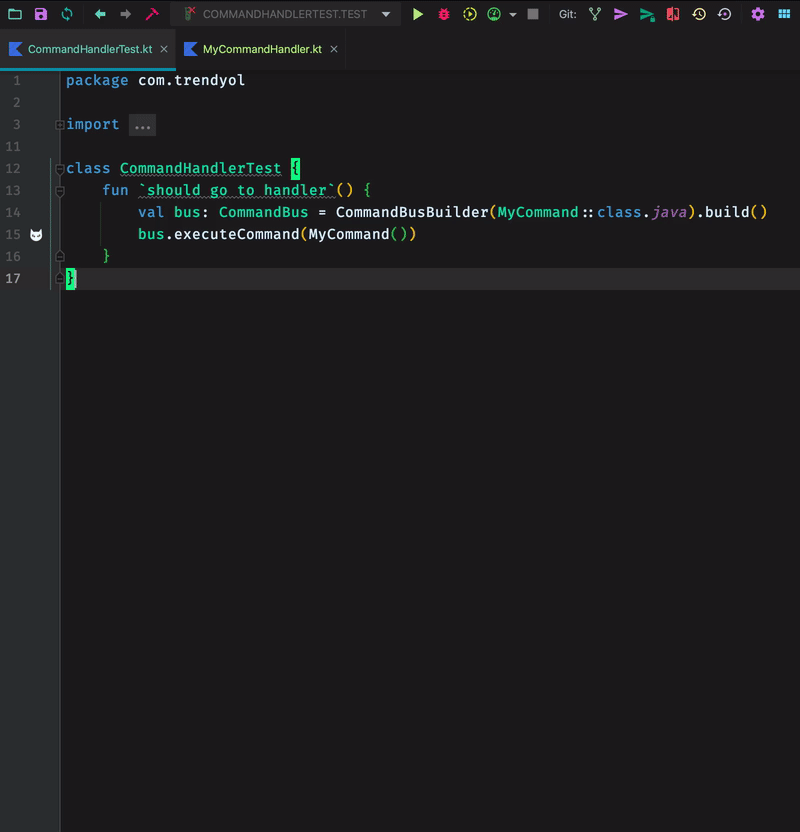 COMMANDHANDLERTEST.TEST Git:
CommandHandlerTest.kt MyCommandHandler.kt
1 package com.trendyol
2
3 import ...
11
12 class CommandHandlerTest {
13 fun `should go to handler`() {
14 val bus: CommandBus = CommandBusBuilder(MyCommand::class.java).build()
15 bus.executeCommand(MyCommand())
16 }
17 }